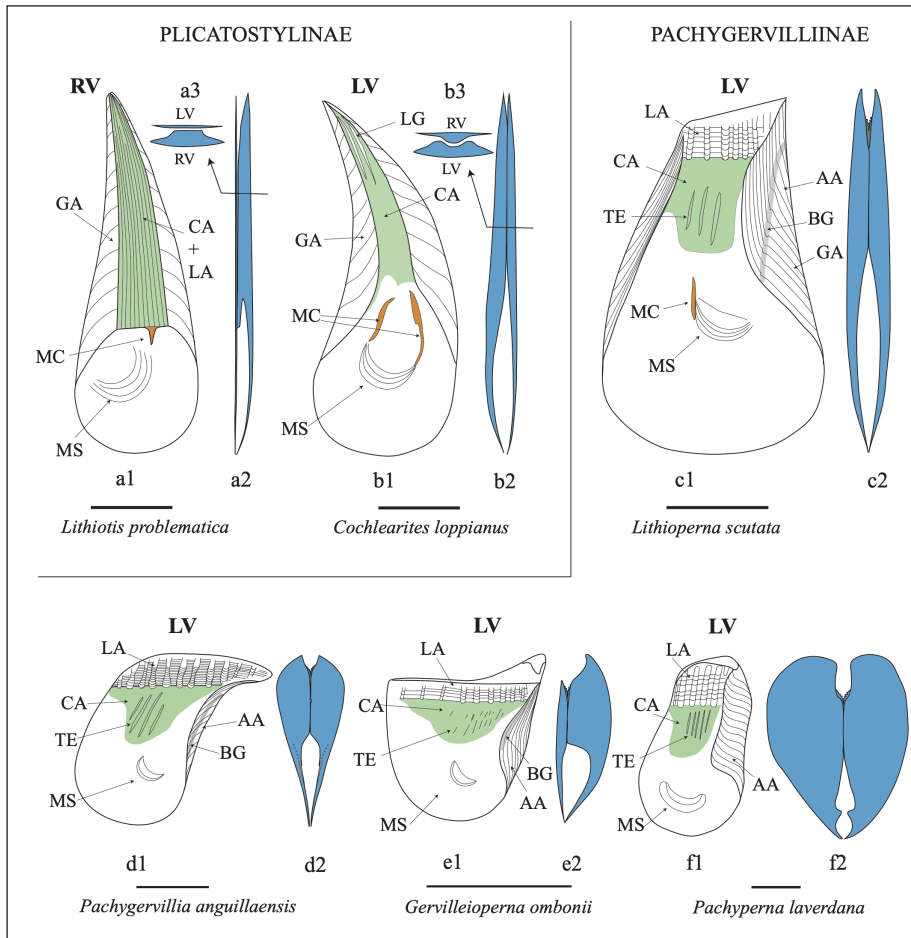 PLICATOSTYLINAE
PACHYGERVILLIINAE
RV
a3
LV
RV
GA
CA
+
LA
MC
MS
a1
a2
Lithiotis problematica
LV
b3
RV
LV
LG
CA
GA
MC
MS
b1
b2
Cochlearites loppianus
LV
LA
CA
TE
AA
BG
GA
MC
MS
c1
c2
Lithioperna scutata
LV
LA
CA
TE
AA
BG
MS
d1
d2
Pachygervillia anguillaensis
LV
LA
CA
TE
BG
AA
MS
e1
e2
Gervilleioperna ombonii
LV
LA
CA
TE
AA
MS
f1
f2
Pachyperna laverdana